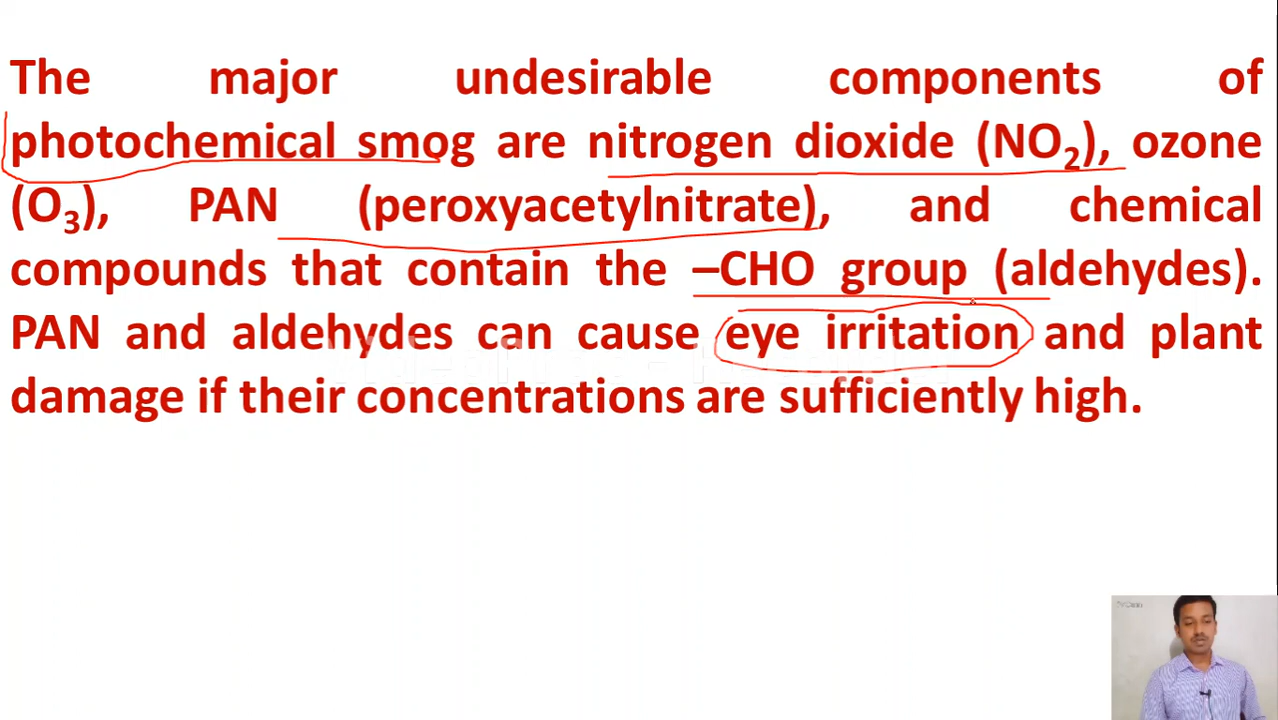 The major undesirable components of
photochemical smog are nitrogen dioxide (NO₂), ozone
(O₃), PAN (peroxyacetylnitrate), and chemical
compounds that contain the –CHO group (aldehydes).
PAN and aldehydes can cause eye irritation and plant
damage if their concentrations are sufficiently high.